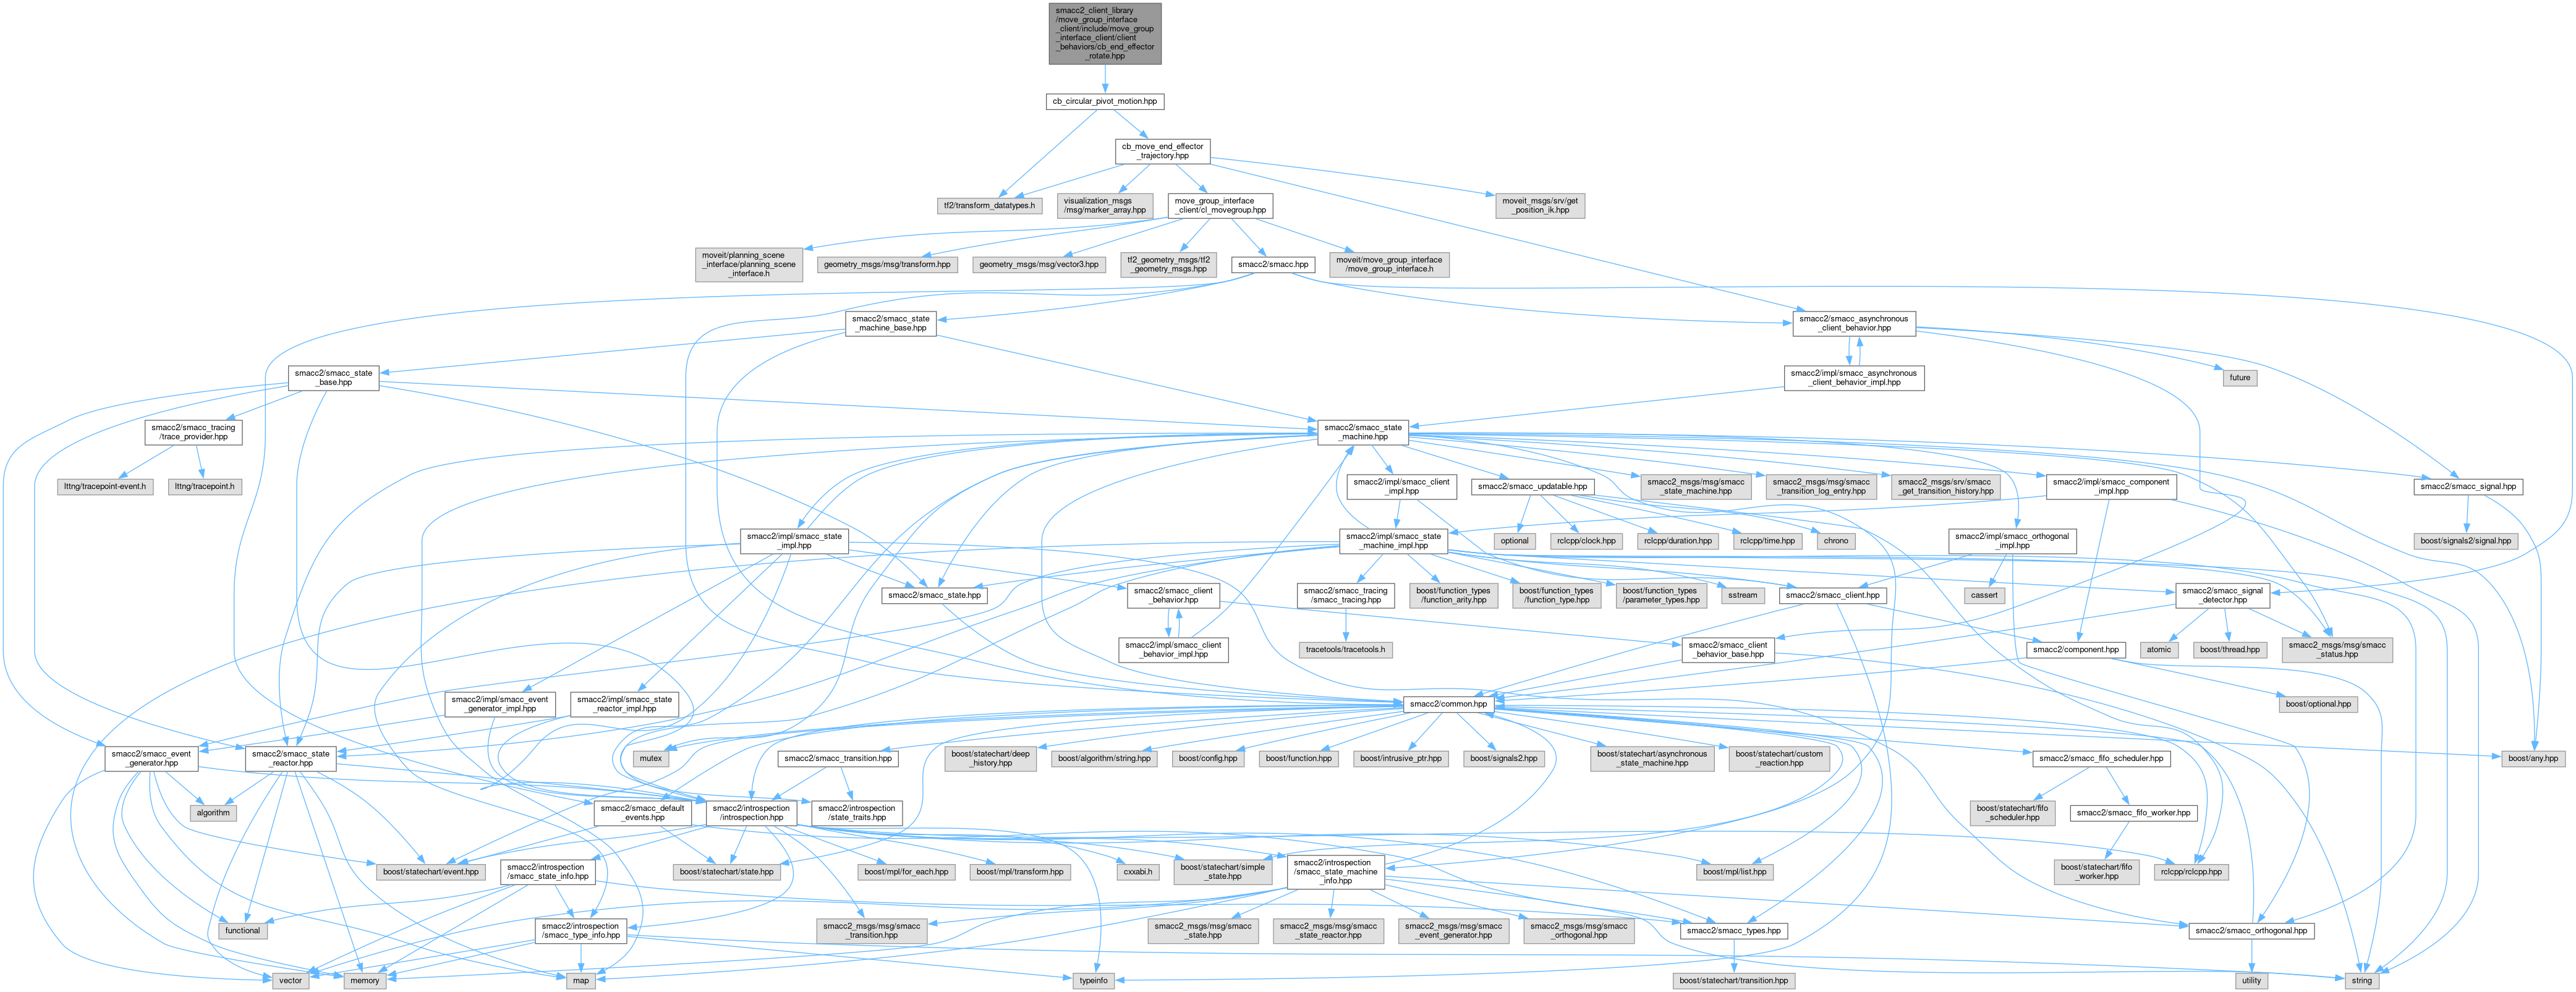 smacc2_client_library
/move_group_interface
_client/include/move_group
_interface_client/client
_behaviors/cb_end_effector
_rotate.hpp
cb_circular_pivot_motion.hpp
cb_move_end_effector
_trajectory.hpp
tf2/transform_datatypes.h
visualization_msgs
/msg/marker_array.hpp
move_group_interface
_client/cl_movegroup.hpp
moveit_msgs/srv/get
_position_ik.hpp
moveit/planning_scene
_interface/planning_scene
_interface.h
geometry_msgs/msg/transform.hpp
geometry_msgs/msg/vector3.hpp
tf2_geometry_msgs/tf2
_geometry_msgs.hpp
smacc2/smacc.hpp
moveit/move_group_interface
/move_group_interface.h
smacc2/smacc_state
_machine_base.hpp
smacc2/smacc_asynchronous
_client_behavior.hpp
smacc2/smacc_state
_base.hpp
smacc2/impl/smacc_asynchronous
_client_behavior_impl.hpp
future
smacc2/smacc_tracing
/trace_provider.hpp
smacc2/smacc_state
_machine.hpp
lttng/tracepoint-event.h
lttng/tracepoint.h
smacc2/impl/smacc_client
_impl.hpp
smacc2/smacc_updatable.hpp
smacc2_msgs/msg/smacc
_state_machine.hpp
smacc2_msgs/msg/smacc
_transition_log_entry.hpp
smacc2_msgs/srv/smacc
_get_transition_history.hpp
smacc2/impl/smacc_component
_impl.hpp
smacc2/smacc_signal.hpp
smacc2/impl/smacc_state
_impl.hpp
smacc2/impl/smacc_state
_machine_impl.hpp
optional
rclcpp/clock.hpp
rclcpp/duration.hpp
rclcpp/time.hpp
chrono
smacc2/impl/smacc_orthogonal
_impl.hpp
boost/signals2/signal.hpp
smacc2/smacc_state.hpp
smacc2/smacc_client
_behavior.hpp
smacc2/smacc_tracing
/smacc_tracing.hpp
boost/function_types
/function_arity.hpp
boost/function_types
/function_type.hpp
boost/function_types
/parameter_types.hpp
sstream
smacc2/smacc_client.hpp
cassert
smacc2/smacc_signal
_detector.hpp
smacc2/impl/smacc_client
_behavior_impl.hpp
tracetools/tracetools.h
smacc2/smacc_client
_behavior_base.hpp
smacc2/component.hpp
atomic
boost/thread.hpp
smacc2_msgs/msg/smacc
_status.hpp
smacc2/impl/smacc_event
_generator_impl.hpp
smacc2/impl/smacc_state
_reactor_impl.hpp
smacc2/common.hpp
boost/optional.hpp
smacc2/smacc_event
_generator.hpp
smacc2/smacc_state
_reactor.hpp
mutex
smacc2/smacc_transition.hpp
boost/statechart/deep
_history.hpp
boost/algorithm/string.hpp
boost/config.hpp
boost/function.hpp
boost/intrusive_ptr.hpp
boost/signals2.hpp
boost/statechart/asynchronous
_state_machine.hpp
boost/statechart/custom
_reaction.hpp
smacc2/smacc_fifo_scheduler.hpp
boost/any.hpp
algorithm
smacc2/smacc_default
_events.hpp
smacc2/introspection
/introspection.hpp
smacc2/introspection
/state_traits.hpp
boost/statechart/fifo
_scheduler.hpp
smacc2/smacc_fifo_worker.hpp
boost/statechart/event.hpp
smacc2/introspection
/smacc_state_info.hpp
boost/statechart/state.hpp
boost/mpl/for_each.hpp
boost/mpl/transform.hpp
cxxabi.h
boost/statechart/simple
_state.hpp
smacc2/introspection
/smacc_state_machine
_info.hpp
boost/mpl/list.hpp
boost/statechart/fifo
_worker.hpp
rclcpp/rclcpp.hpp
functional
smacc2/introspection
/smacc_type_info.hpp
smacc2_msgs/msg/smacc
_transition.hpp
smacc2_msgs/msg/smacc
_state.hpp
smacc2_msgs/msg/smacc
_state_reactor.hpp
smacc2_msgs/msg/smacc
_event_generator.hpp
smacc2_msgs/msg/smacc
_orthogonal.hpp
smacc2/smacc_types.hpp
smacc2/smacc_orthogonal.hpp
vector
memory
map
typeinfo
boost/statechart/transition.hpp
utility
string